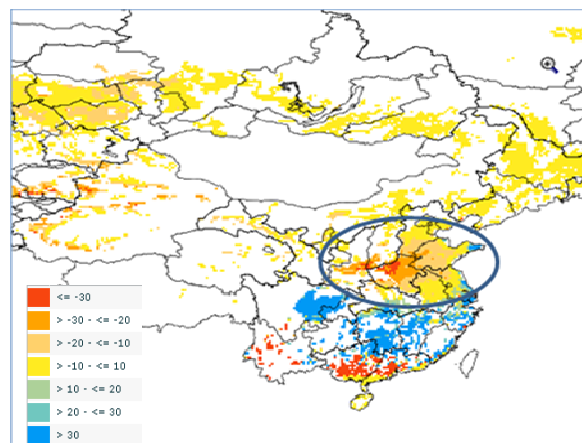 <= -30
> -30 - <= -20
> -20 - <= -10
> -10 - <= 10
> 10 - <= 20
> 20 - <= 30
> 30